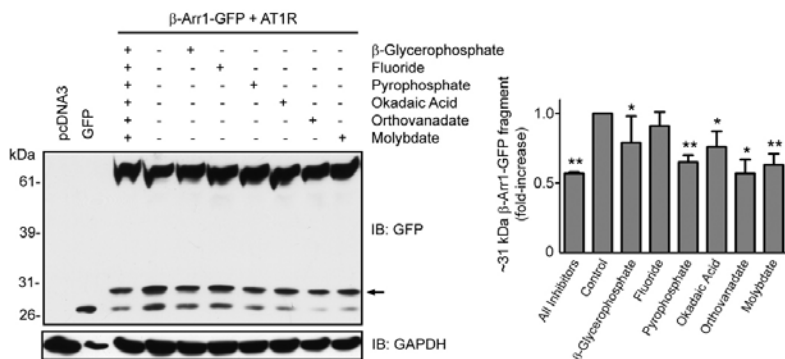 β-Arr1-GFP + AT1R
+ - + - - - - - β-Glycerophosphate
+ - - + - - - - Fluoride
+ - - - + - - - Pyrophosphate
+ - - - - + - - Okadaic Acid
+ - - - - - + - Orthovanadate
+ - - - - - - + Molybdate
pcDNA3
GFP
kDa
61-
39-
31-
26-
IB: GFP
IB: GAPDH
~31 kDa β-Arr1-GFP fragment
(fold-increase)
1.0
0.5
0
** * ** * * **
All Inhibitors
Control
β-Glycerophosphate
Fluoride
Pyrophosphate
Okadaic Acid
Orthovanadate
Molybdate